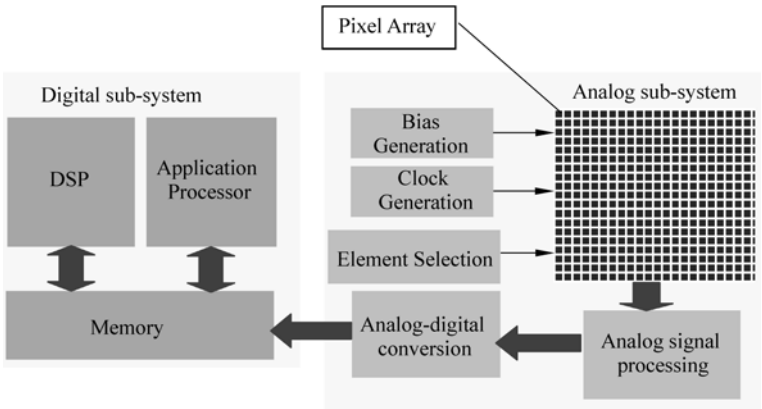 Pixel Array
Digital sub-system
Analog sub-system
DSP
Application
Processor
Bias
Generation
Clock
Generation
Element Selection
Memory
Analog-digital
conversion
Analog signal
processing